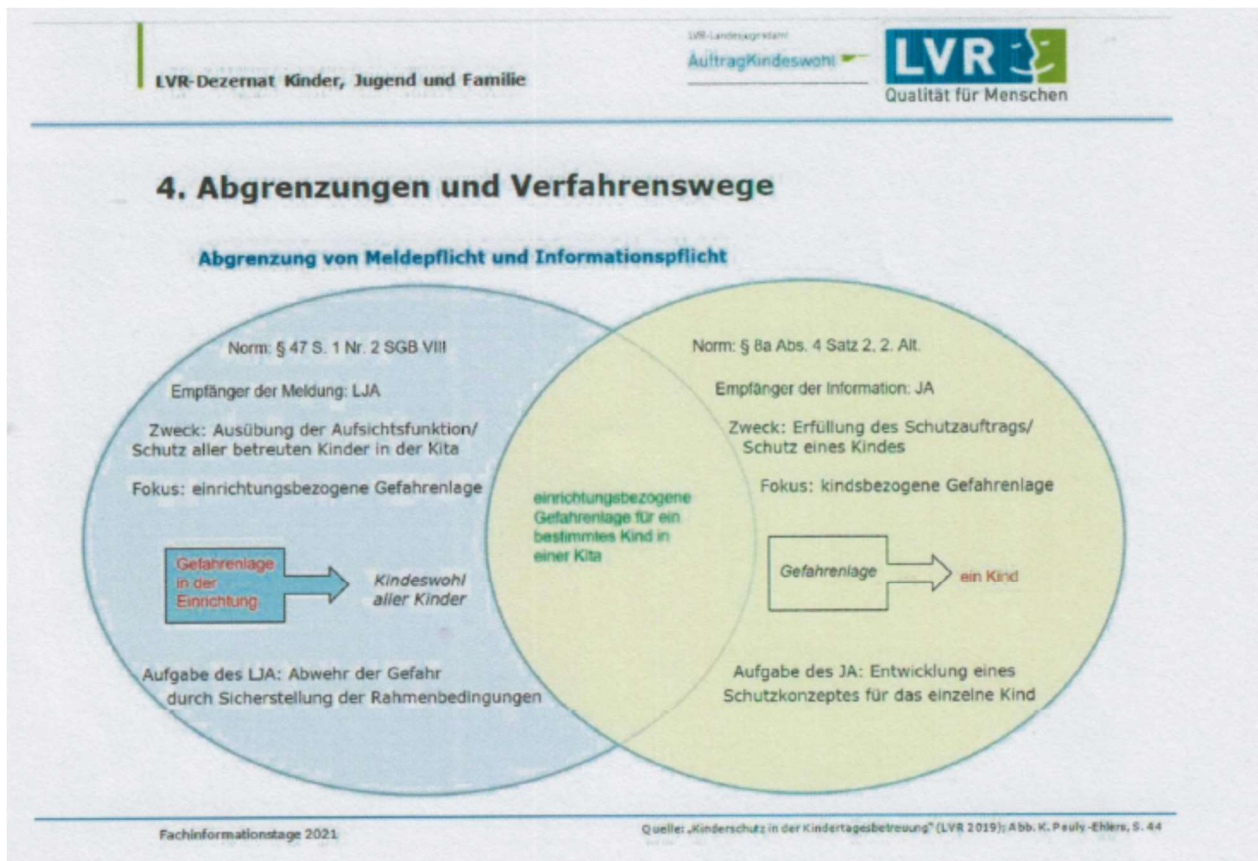 LVR-Dezernat Kinder, Jugend und Familie
LVR-Landesjugendamt
AuftragKindeswohl
LVR
Qualität für Menschen
4. Abgrenzungen und Verfahrenswege
Abgrenzung von Meldepflicht und Informationspflicht
Norm: § 47 S. 1 Nr. 2 SGB VIII
Empfänger der Meldung: LJA
Zweck: Ausübung der Aufsichtsfunktion/
Schutz aller betreuten Kinder in der Kita
Fokus: einrichtungsbezogene Gefahrenlage
Gefahrenlage
in der
Einrichtung
Kindeswohl
aller Kinder
Aufgabe des LJA: Abwehr der Gefahr
durch Sicherstellung der Rahmenbedingungen
einrichtungsbezogene
Gefahrenlage für ein
bestimmtes Kind in
einer Kita
Norm: § 8a Abs. 4 Satz 2, 2. Alt.
Empfänger der Information: JA
Zweck: Erfüllung des Schutzauftrags/
Schutz eines Kindes
Fokus: kindsbezogene Gefahrenlage
Gefahrenlage
ein Kind
Aufgabe des JA: Entwicklung eines
Schutzkonzeptes für das einzelne Kind
Fachinformationstage 2021
Quelle: „Kinderschutz in der Kindertagesbetreuung" (LVR 2019); Abb. K. Pauly-Ehlers, S. 44